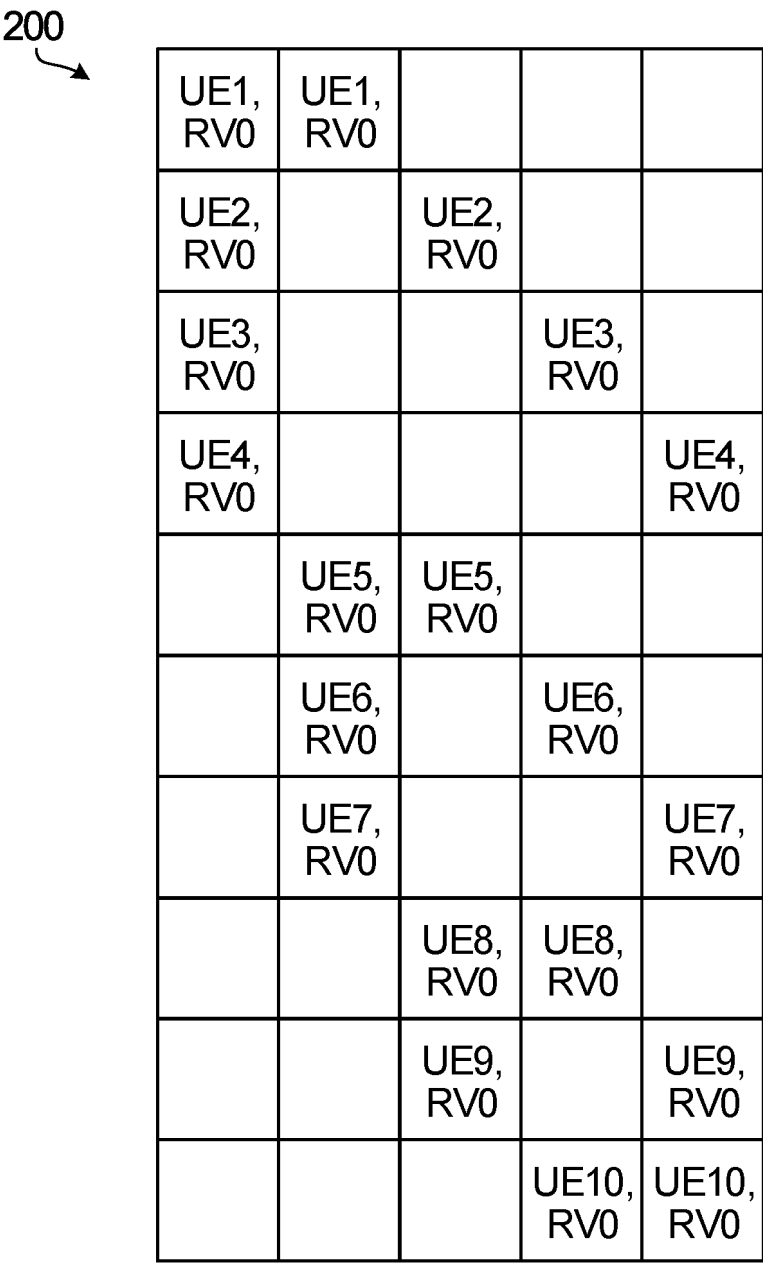 200
UE1, UE1,
RV0 RV0
UE2, UE2,
RV0 RV0
UE3, UE3,
RV0 RV0
UE4, UE4,
RV0 RV0
UE5, UE5,
RV0 RV0
UE6, UE6,
RV0 RV0
UE7, UE7,
RV0 RV0
UE8, UE8,
RV0 RV0
UE9, UE9,
RV0 RV0
UE10, UE10,
RV0 RV0